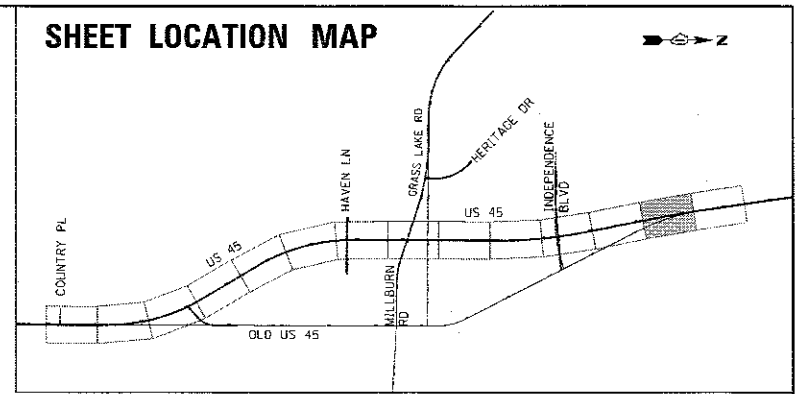 SHEET LOCATION MAP
N
COUNTRY PL
US 45
HAVEN LN
GRASS LAKE RD
HERITAGE DR
US 45
INDEPENDENCE
BLVD
MILLBURN
RD
OLD US 45